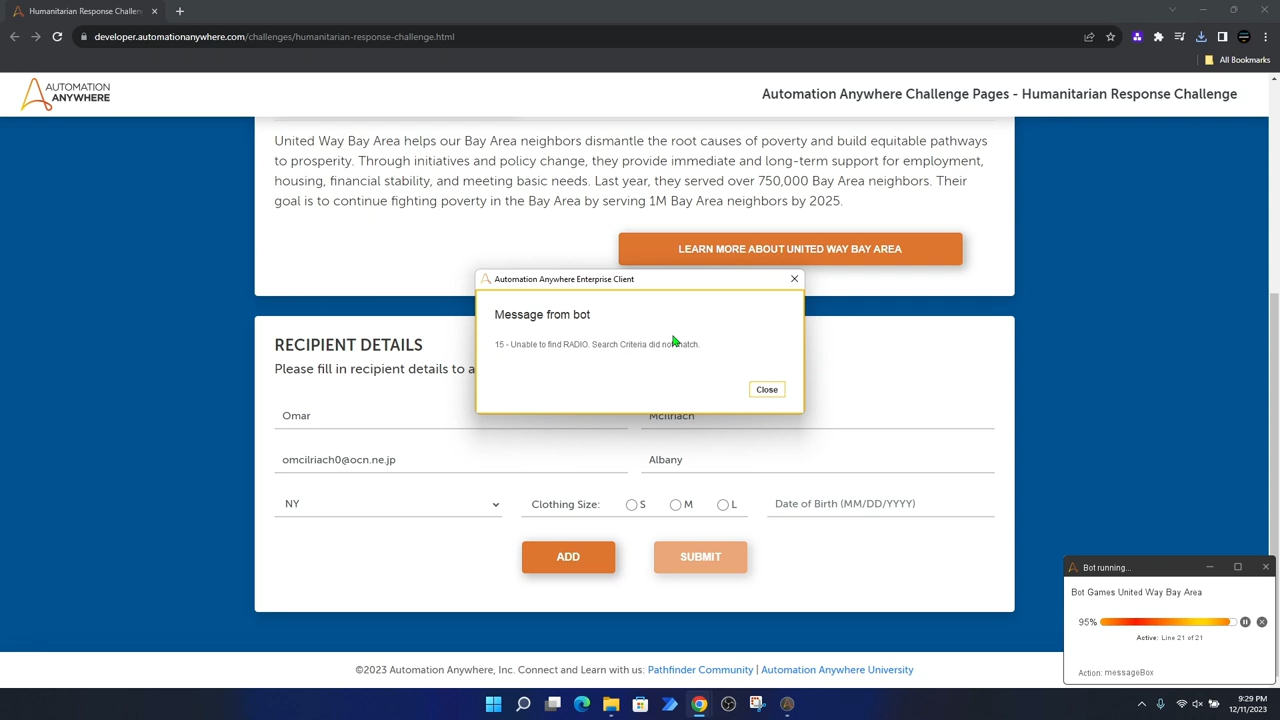 Humanitarian Response Challen
developer.automationanywhere.com/challenges/humanitarian-response-challenge.html
All Bookmarks
AUTOMATION
ANYWHERE
Automation Anywhere Challenge Pages - Humanitarian Response Challenge
United Way Bay Area helps our Bay Area neighbors dismantle the root causes of poverty and build equitable pathways
to prosperity. Through initiatives and policy change, they provide immediate and long-term support for employment,
housing, financial stability, and meeting basic needs. Last year, they served over 750,000 Bay Area neighbors. Their
goal is to continue fighting poverty in the Bay Area by serving 1M Bay Area neighbors by 2025.
LEARN MORE ABOUT UNITED WAY BAY AREA
Automation Anywhere Enterprise Client
Message from bot
15 - Unable to find RADIO. Search Criteria did not match.
Close
RECIPIENT DETAILS
Please fill in recipient details to a
Omar
McIlriach
omcilriach0@ocn.ne.jp
Albany
NY
Clothing Size:
S
M
L
Date of Birth (MM/DD/YYYY)
ADD
SUBMIT
Bot running...
Bot Games United Way Bay Area
95%
Active: Line 21 of 21
Action: messageBox
©2023 Automation Anywhere, Inc. Connect and Learn with us: Pathfinder Community | Automation Anywhere University
9:29 PM
12/11/2023